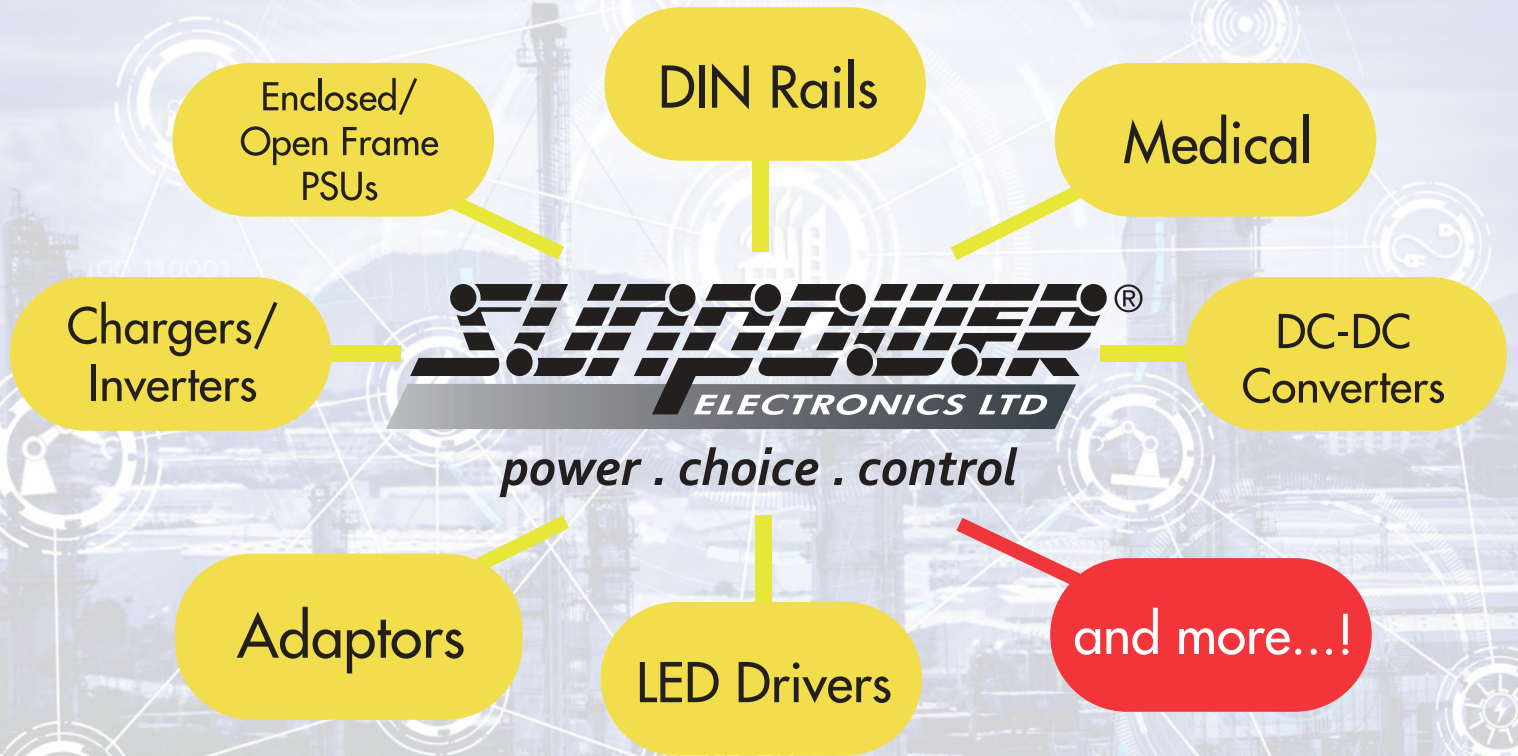 DIN Rails
Enclosed/
Open Frame
PSUs
Medical
SUNPOWER®
ELECTRONICS LTD
power . choice . control
Chargers/
Inverters
DC-DC
Converters
Adaptors
LED Drivers
and more...!